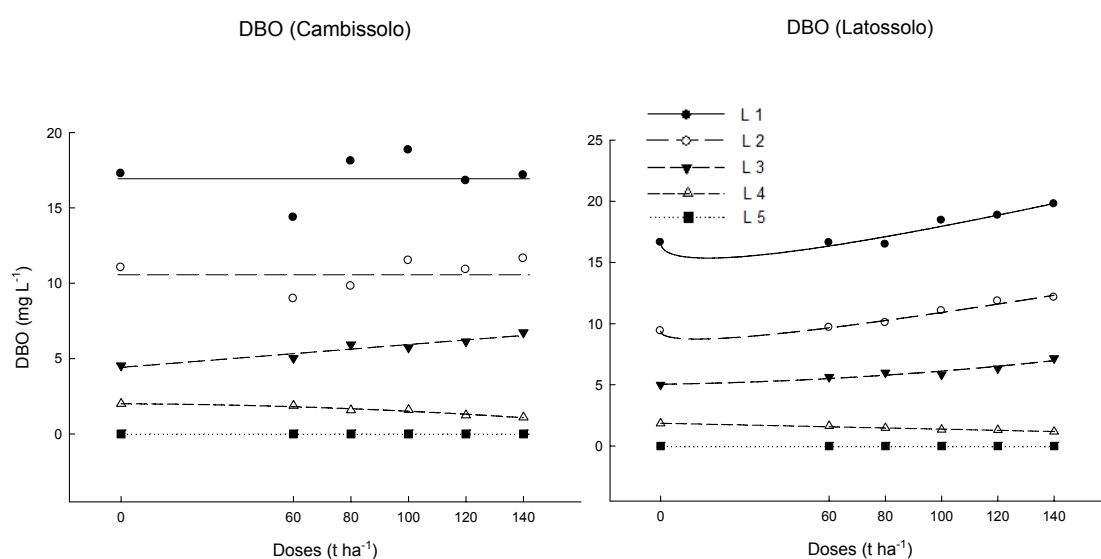 DBO (Cambissolo)
DBO (Latossolo)
DBO (mg L-1)
20
15
10
5
0
0 60 80 100 120 140
Doses (t ha-1)
L 1
L 2
L 3
L 4
L 5
25
20
15
10
5
0
0 60 80 100 120 140
Doses (t ha-1)